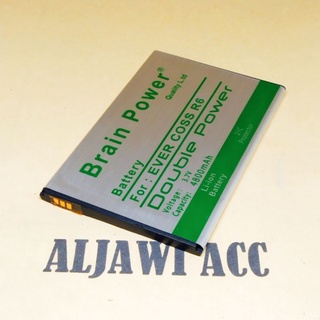 Brain Power®
Quality Ltd
Battery
For : EVER COSS R6
Double Power
Voltage: 3.7V 4800mAh
Li-Ion
Battery
ALJAWI ACC